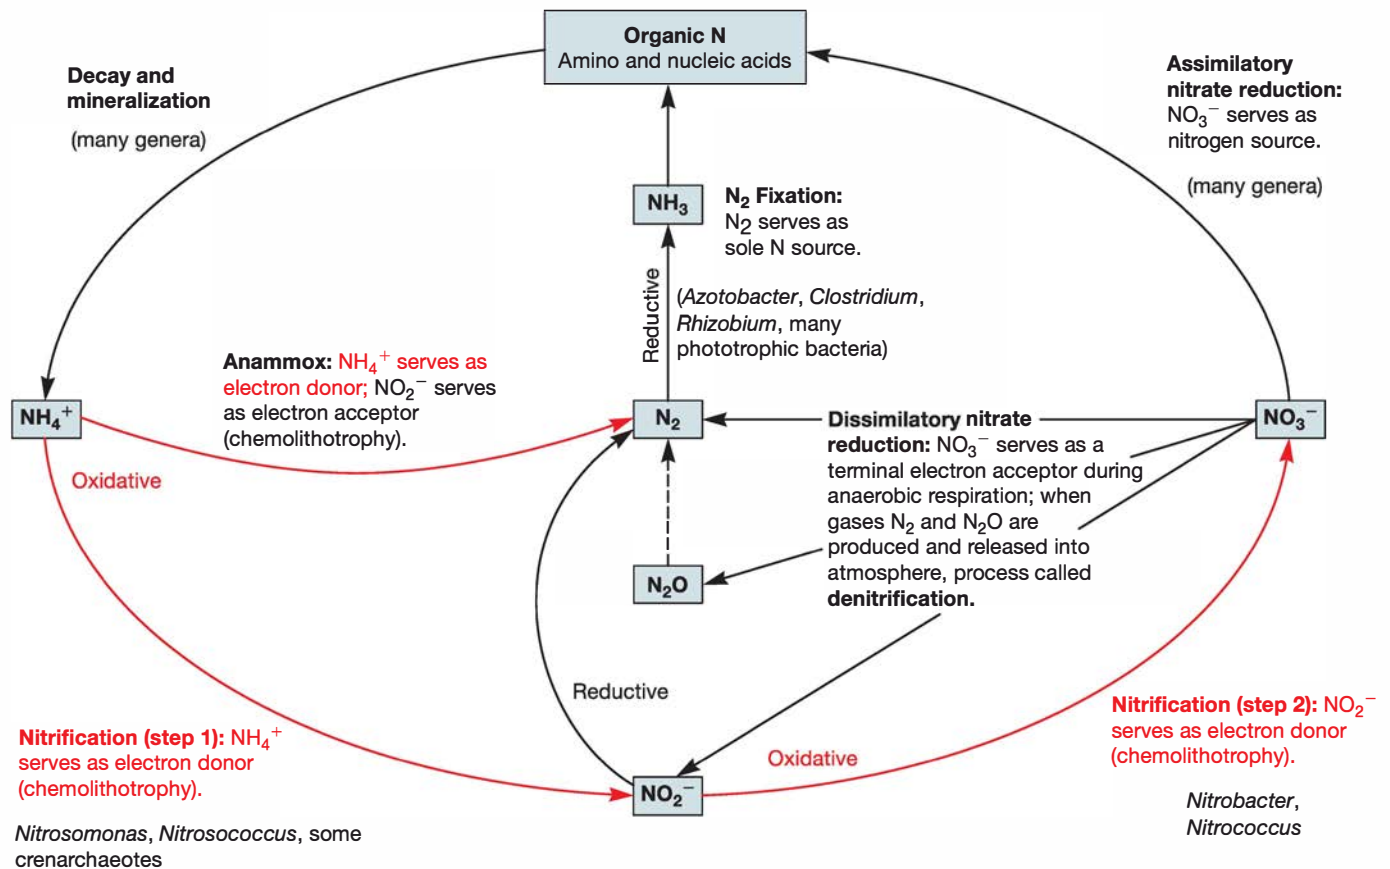 Organic N
Amino and nucleic acids
Decay and
mineralization
(many genera)
Assimilatory
nitrate reduction:
NO₃⁻ serves as
nitrogen source.
(many genera)
NH₃
N₂ Fixation:
N₂ serves as
sole N source.
Reductive
(Azotobacter, Clostridium,
Rhizobium, many
phototrophic bacteria)
Anammox: NH₄⁺ serves as
electron donor; NO₂⁻ serves
as electron acceptor
(chemolithotrophy).
NH₄⁺
N₂
NO₃⁻
Dissimilatory nitrate
reduction: NO₃⁻ serves as a
terminal electron acceptor during
anaerobic respiration; when
gases N₂ and N₂O are
produced and released into
atmosphere, process called
denitrification.
Oxidative
N₂O
Reductive
Nitrification (step 1): NH₄⁺
serves as electron donor
(chemolithotrophy).
Nitrosomonas, Nitrosococcus, some
crenarchaeotes
NO₂⁻
Oxidative
Nitrification (step 2): NO₂⁻
serves as electron donor
(chemolithotrophy).
Nitrobacter,
Nitrococcus